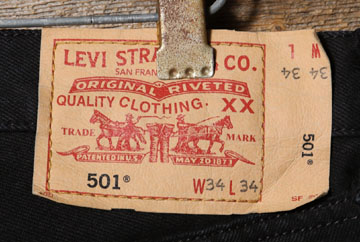 LEVI STRA & CO.
SAN FRAN
ORIGINAL RIVETED
QUALITY CLOTHING. XX
TRADE MARK
PATENTED IN U.S. MAY 20 1873
501® W34 L34
W L
34 34
501®